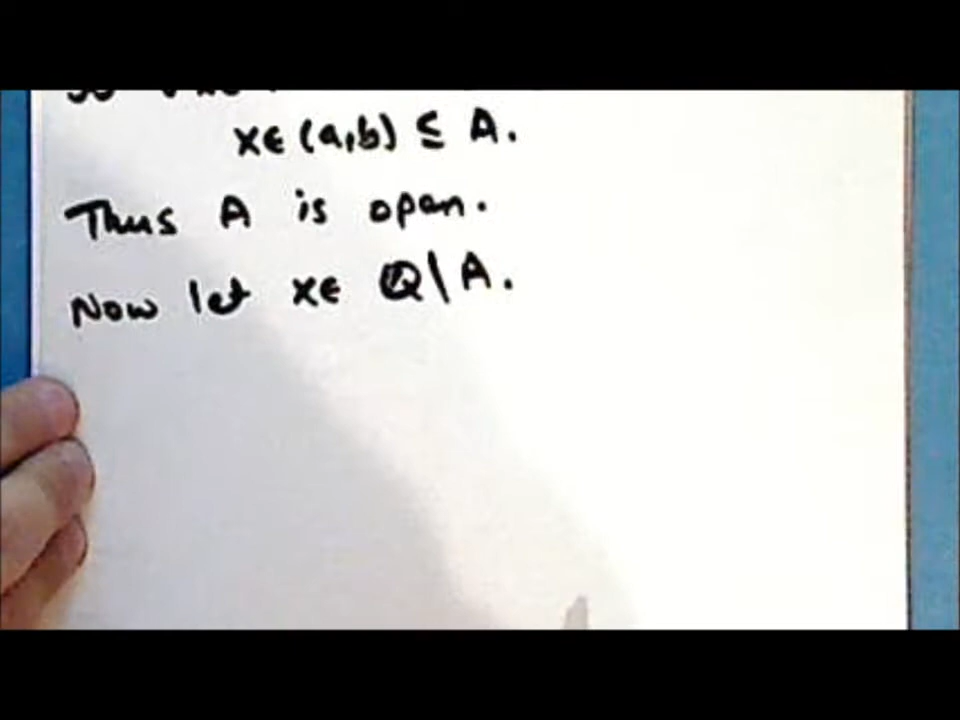 x∈ (a,b) ⊆ A.
Thus A is open.
Now let x∈ ℚ\A.